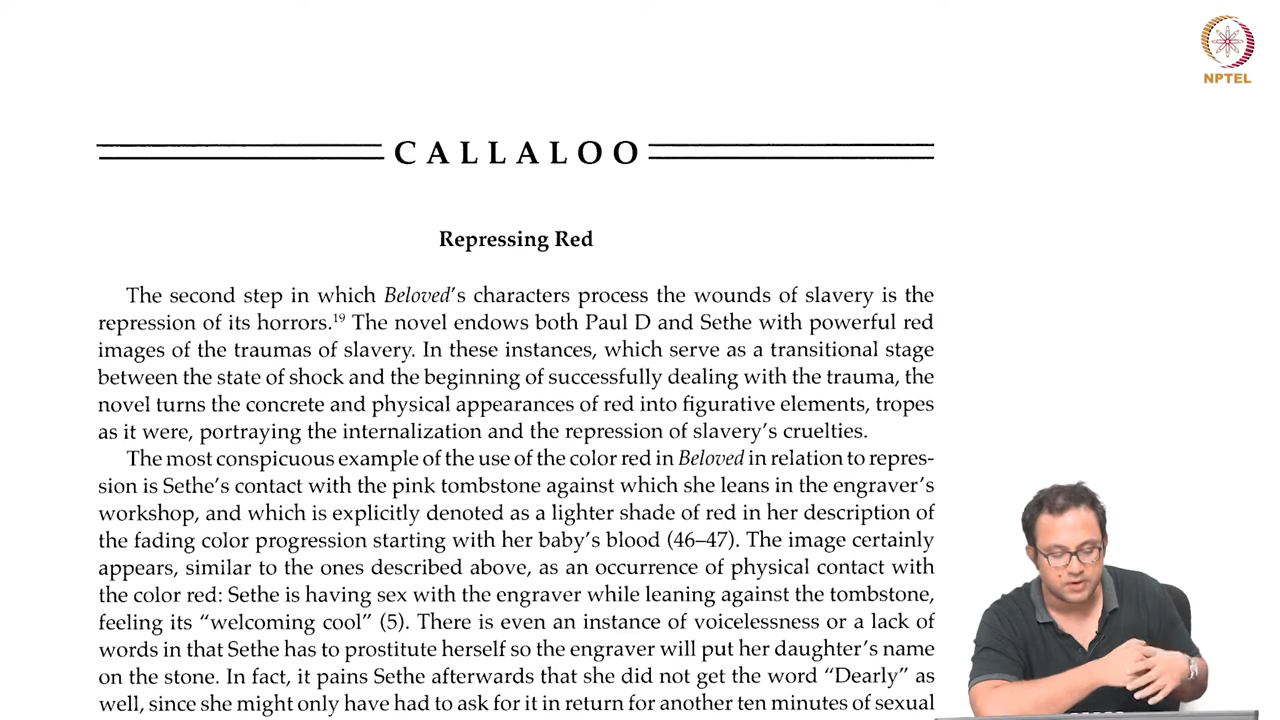 NPTEL
CALLALOO
Repressing Red
The second step in which Beloved's characters process the wounds of slavery is the
repression of its horrors.19 The novel endows both Paul D and Sethe with powerful red
images of the traumas of slavery. In these instances, which serve as a transitional stage
between the state of shock and the beginning of successfully dealing with the trauma, the
novel turns the concrete and physical appearances of red into figurative elements, tropes
as it were, portraying the internalization and the repression of slavery's cruelties.
The most conspicuous example of the use of the color red in Beloved in relation to repres-
sion is Sethe's contact with the pink tombstone against which she leans in the engraver's
workshop, and which is explicitly denoted as a lighter shade of red in her description of
the fading color progression starting with her baby's blood (46–47). The image certainly
appears, similar to the ones described above, as an occurrence of physical contact with
the color red: Sethe is having sex with the engraver while leaning against the tombstone,
feeling its “welcoming cool” (5). There is even an instance of voicelessness or a lack of
words in that Sethe has to prostitute herself so the engraver will put her daughter's name
on the stone. In fact, it pains Sethe afterwards that she did not get the word “Dearly” as
well, since she might only have had to ask for it in return for another ten minutes of sexual